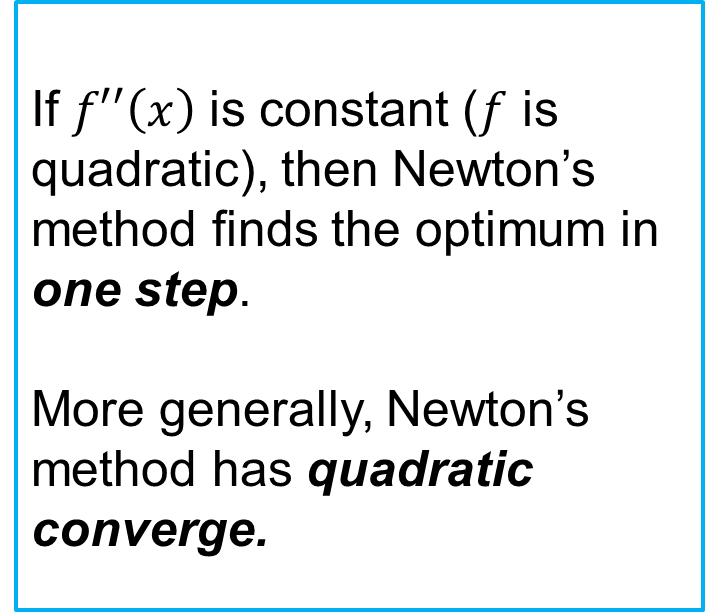 If f′′(x) is constant (f is
quadratic), then Newton’s
method finds the optimum in
one step.
More generally, Newton’s
method has quadratic
converge.